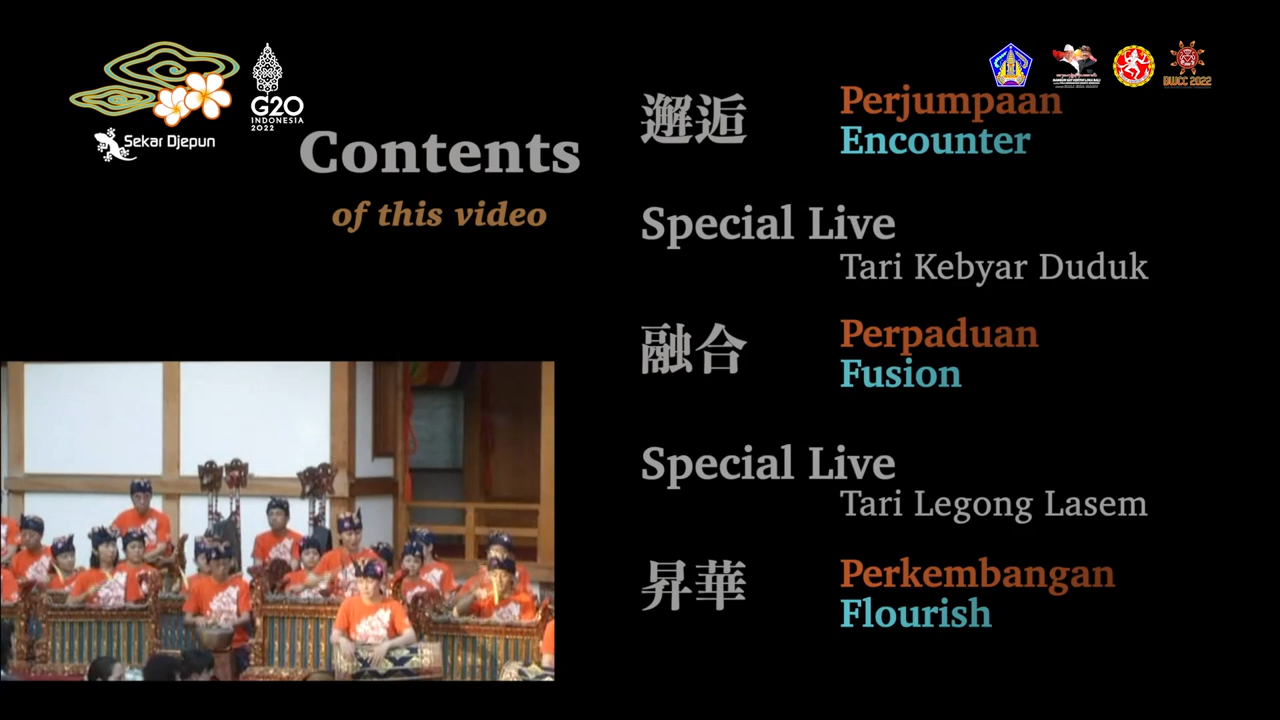 Sekar Djepun
G20
INDONESIA
2022
Contents
of this video
BWCC 2022
邂逅
Perjumpaan
Encounter
Special Live
Tari Kebyar Duduk
融合
Perpaduan
Fusion
Special Live
Tari Legong Lasem
昇華
Perkembangan
Flourish